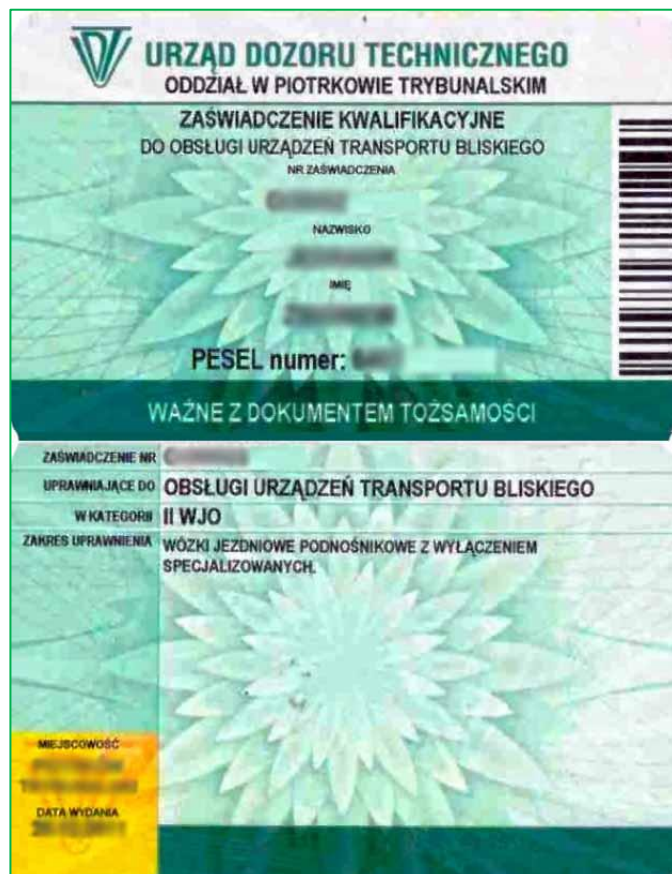 URZĄD DOZORU TECHNICZNEGO
ODDZIAŁ W PIOTRKOWIE TRYBUNALSKIM
ZAŚWIADCZENIE KWALIFIKACYJNE
DO OBSŁUGI URZĄDZEŃ TRANSPORTU BLISKIEGO
NR ZAŚWIADCZENIA
NAZWISKO
IMIĘ
PESEL numer:
WAŻNE Z DOKUMENTEM TOŻSAMOŚCI
ZAŚWIADCZENIE NR
UPRAWNIAJĄCE DO OBSŁUGI URZĄDZEŃ TRANSPORTU BLISKIEGO
W KATEGORII II WJO
ZAKRES UPRAWNIENIA WÓZKI JEZDNIOWE PODNOŚNIKOWE Z WYŁĄCZENIEM
SPECJALIZOWANYCH.
MIEJSCOWOŚĆ
DATA WYDANIA